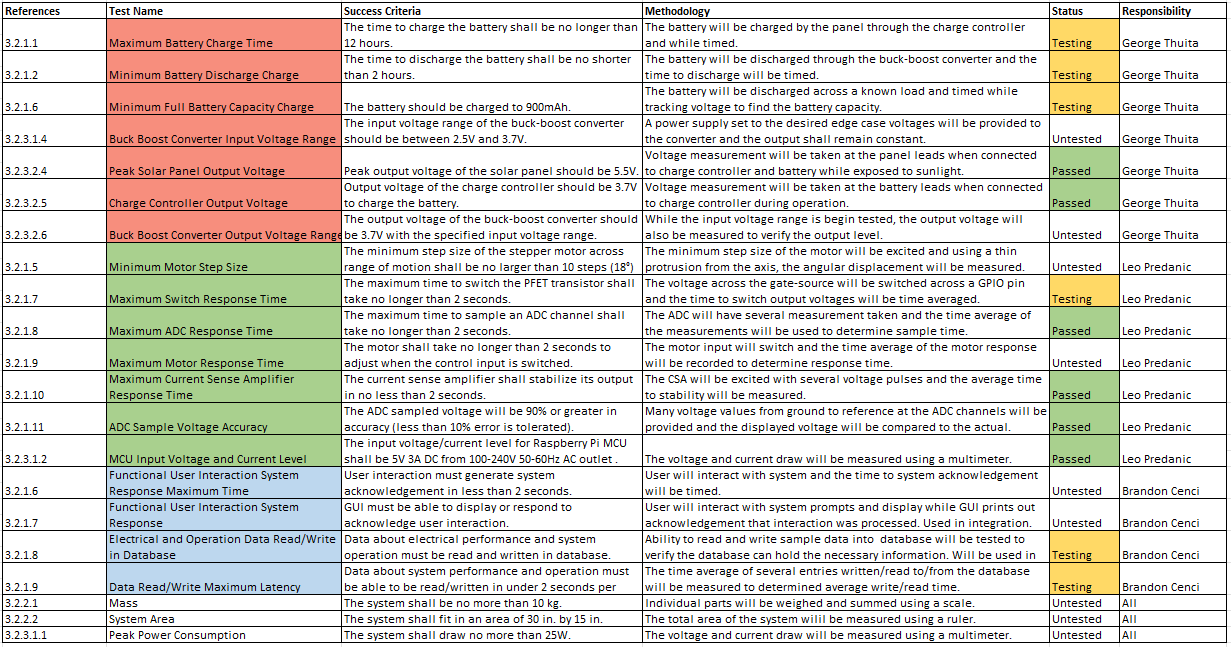 References Test Name Success Criteria Methodology Status Responsibility
3.2.1.1 Maximum Battery Charge Time The time to charge the battery shall be no longer than The battery will be charged by the panel through the charge controller Testing George Thuita
12 hours. and while timed.
3.2.1.2 Minimum Battery Discharge Charge The time to discharge the battery shall be no shorter The battery will be discharged through the buck-boost converter and the Testing George Thuita
than 2 hours. time to discharge will be timed.
3.2.1.6 Minimum Full Battery Capacity Charge The battery should be charged to 900mAh. The battery will be discharged across a known load and timed while Testing George Thuita
tracking voltage to find the battery capacity.
3.2.3.1.4 Buck Boost Converter Input Voltage Range The input voltage range of the buck-boost converter A power supply set to the desired edge case voltages will be provided to Untested George Thuita
should be between 2.5V and 3.7V. the converter and the output shall remain constant.
3.2.3.2.4 Peak Solar Panel Output Voltage Peak output voltage of the solar panel should be 5.5V. Voltage measurement will be taken at the panel leads when connected Passed George Thuita
to charge controller and battery while exposed to sunlight.
3.2.3.2.5 Charge Controller Output Voltage Output voltage of the charge controller should be 3.7V Voltage measurement will be taken at the battery leads when connected Passed George Thuita
to charge the battery. to charge controller during operation.
3.2.3.2.6 Buck Boost Converter Output Voltage Range The output voltage of the buck-boost converter should While the input voltage range is begin tested, the output voltage will Untested George Thuita
be 3.7V with the specified input voltage range. also be measured to verify the output level.
3.2.1.5 Minimum Motor Step Size The minimum step size of the stepper motor across The minimum step size of the motor will be excited and using a thin Untested Leo Predanic
range of motion shall be no larger than 10 steps (18°) protrusion from the axis, the angular displacement will be measured.
3.2.1.7 Maximum Switch Response Time The maximum time to switch the PFET transistor shall The voltage across the gate-source will be switched across a GPIO pin Testing Leo Predanic
take no longer than 2 seconds. and the time to switch output voltages will be time averaged.
3.2.1.8 Maximum ADC Response Time The maximum time to sample an ADC channel shall The ADC will have several measurement taken and the time average of Passed Leo Predanic
take no longer than 2 seconds. the measurements will be used to determine sample time.
3.2.1.9 Maximum Motor Response Time The motor shall take no longer than 2 seconds to The motor input will switch and the time average of the motor response Untested Leo Predanic
adjust when the control input is switched. will be recorded to determine response time.
3.2.1.10 Maximum Current Sense Amplifier The current sense amplifier shall stabilize its output The CSA will be excited with several voltage pulses and the average time Passed Leo Predanic
Response Time in no less than 2 seconds. to stability will be measured.
3.2.1.11 ADC Sample Voltage Accuracy The ADC sampled voltage will be 90% or greater in Many voltage values from ground to reference at the ADC channels will be Passed Leo Predanic
accuracy (less than 10% error is tolerated). provided and the displayed voltage will be compared to the actual.
3.2.3.1.2 MCU Input Voltage and Current Level The input voltage/current level for Raspberry Pi MCU The voltage and current draw will be measured using a multimeter. Passed Leo Predanic
shall be 5V 3A DC from 100-240V 50-60Hz AC outlet .
3.2.1.6 Functional User Interaction System User interaction must generate system User will interact with system and the time to system acknowledgement Untested Brandon Cenci
Response Maximum Time acknowledgement in less than 2 seconds. will be timed.
3.2.1.7 Functional User Interaction System GUI must be able to display or respond to User will interact with system prompts and display while GUI prints out Untested Brandon Cenci
Response acknowledge user interaction. acknowledgement that interaction was processed. Used in integration.
3.2.1.8 Electrical and Operation Data Read/Write Data about electrical performance and system Ability to read and write sample data into database will be tested to Testing Brandon Cenci
in Database operation must be read and written in database. verify the database can hold the necessary information. Will be used in
3.2.1.9 Data Read/Write Maximum Latency Data about system performance and operation must The time average of several entries written/read to/from the database Testing Brandon Cenci
be able to be read/written in under 2 seconds per will be measured to determined average write/read time.
3.2.2.1 Mass The system shall be no more than 10 kg. Individual parts will be weighed and summed using a scale. Untested All
3.2.2.2 System Area The system shall fit in an area of 30 in. by 15 in. The total area of the system wilil be measured using a ruler. Untested All
3.2.3.1.1 Peak Power Consumption The system shall draw no more than 25W. The voltage and current draw will be measured using a multimeter. Untested All